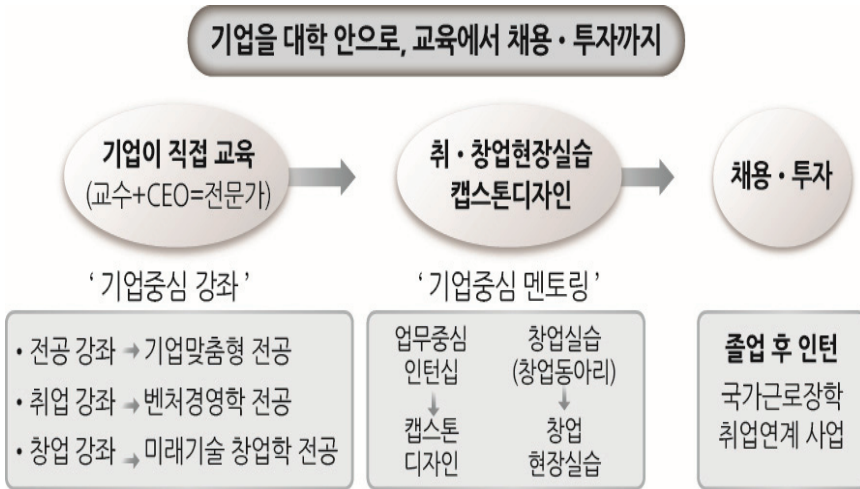 기업을 대학 안으로, 교육에서 채용・투자까지
기업이 직접 교육
(교수+CEO=전문가)
취・창업현장실습
캡스톤디자인
채용・투자
‘ 기업중심 강좌 ’
‘ 기업중심 멘토링 ’
• 전공 강좌 → 기업맞춤형 전공
• 취업 강좌 → 벤처경영학 전공
• 창업 강좌 → 미래기술 창업학 전공
업무중심
인턴십
↓
캡스톤
디자인
창업실습
(창업동아리)
↓
창업
현장실습
졸업 후 인턴
국가근로장학
취업연계 사업